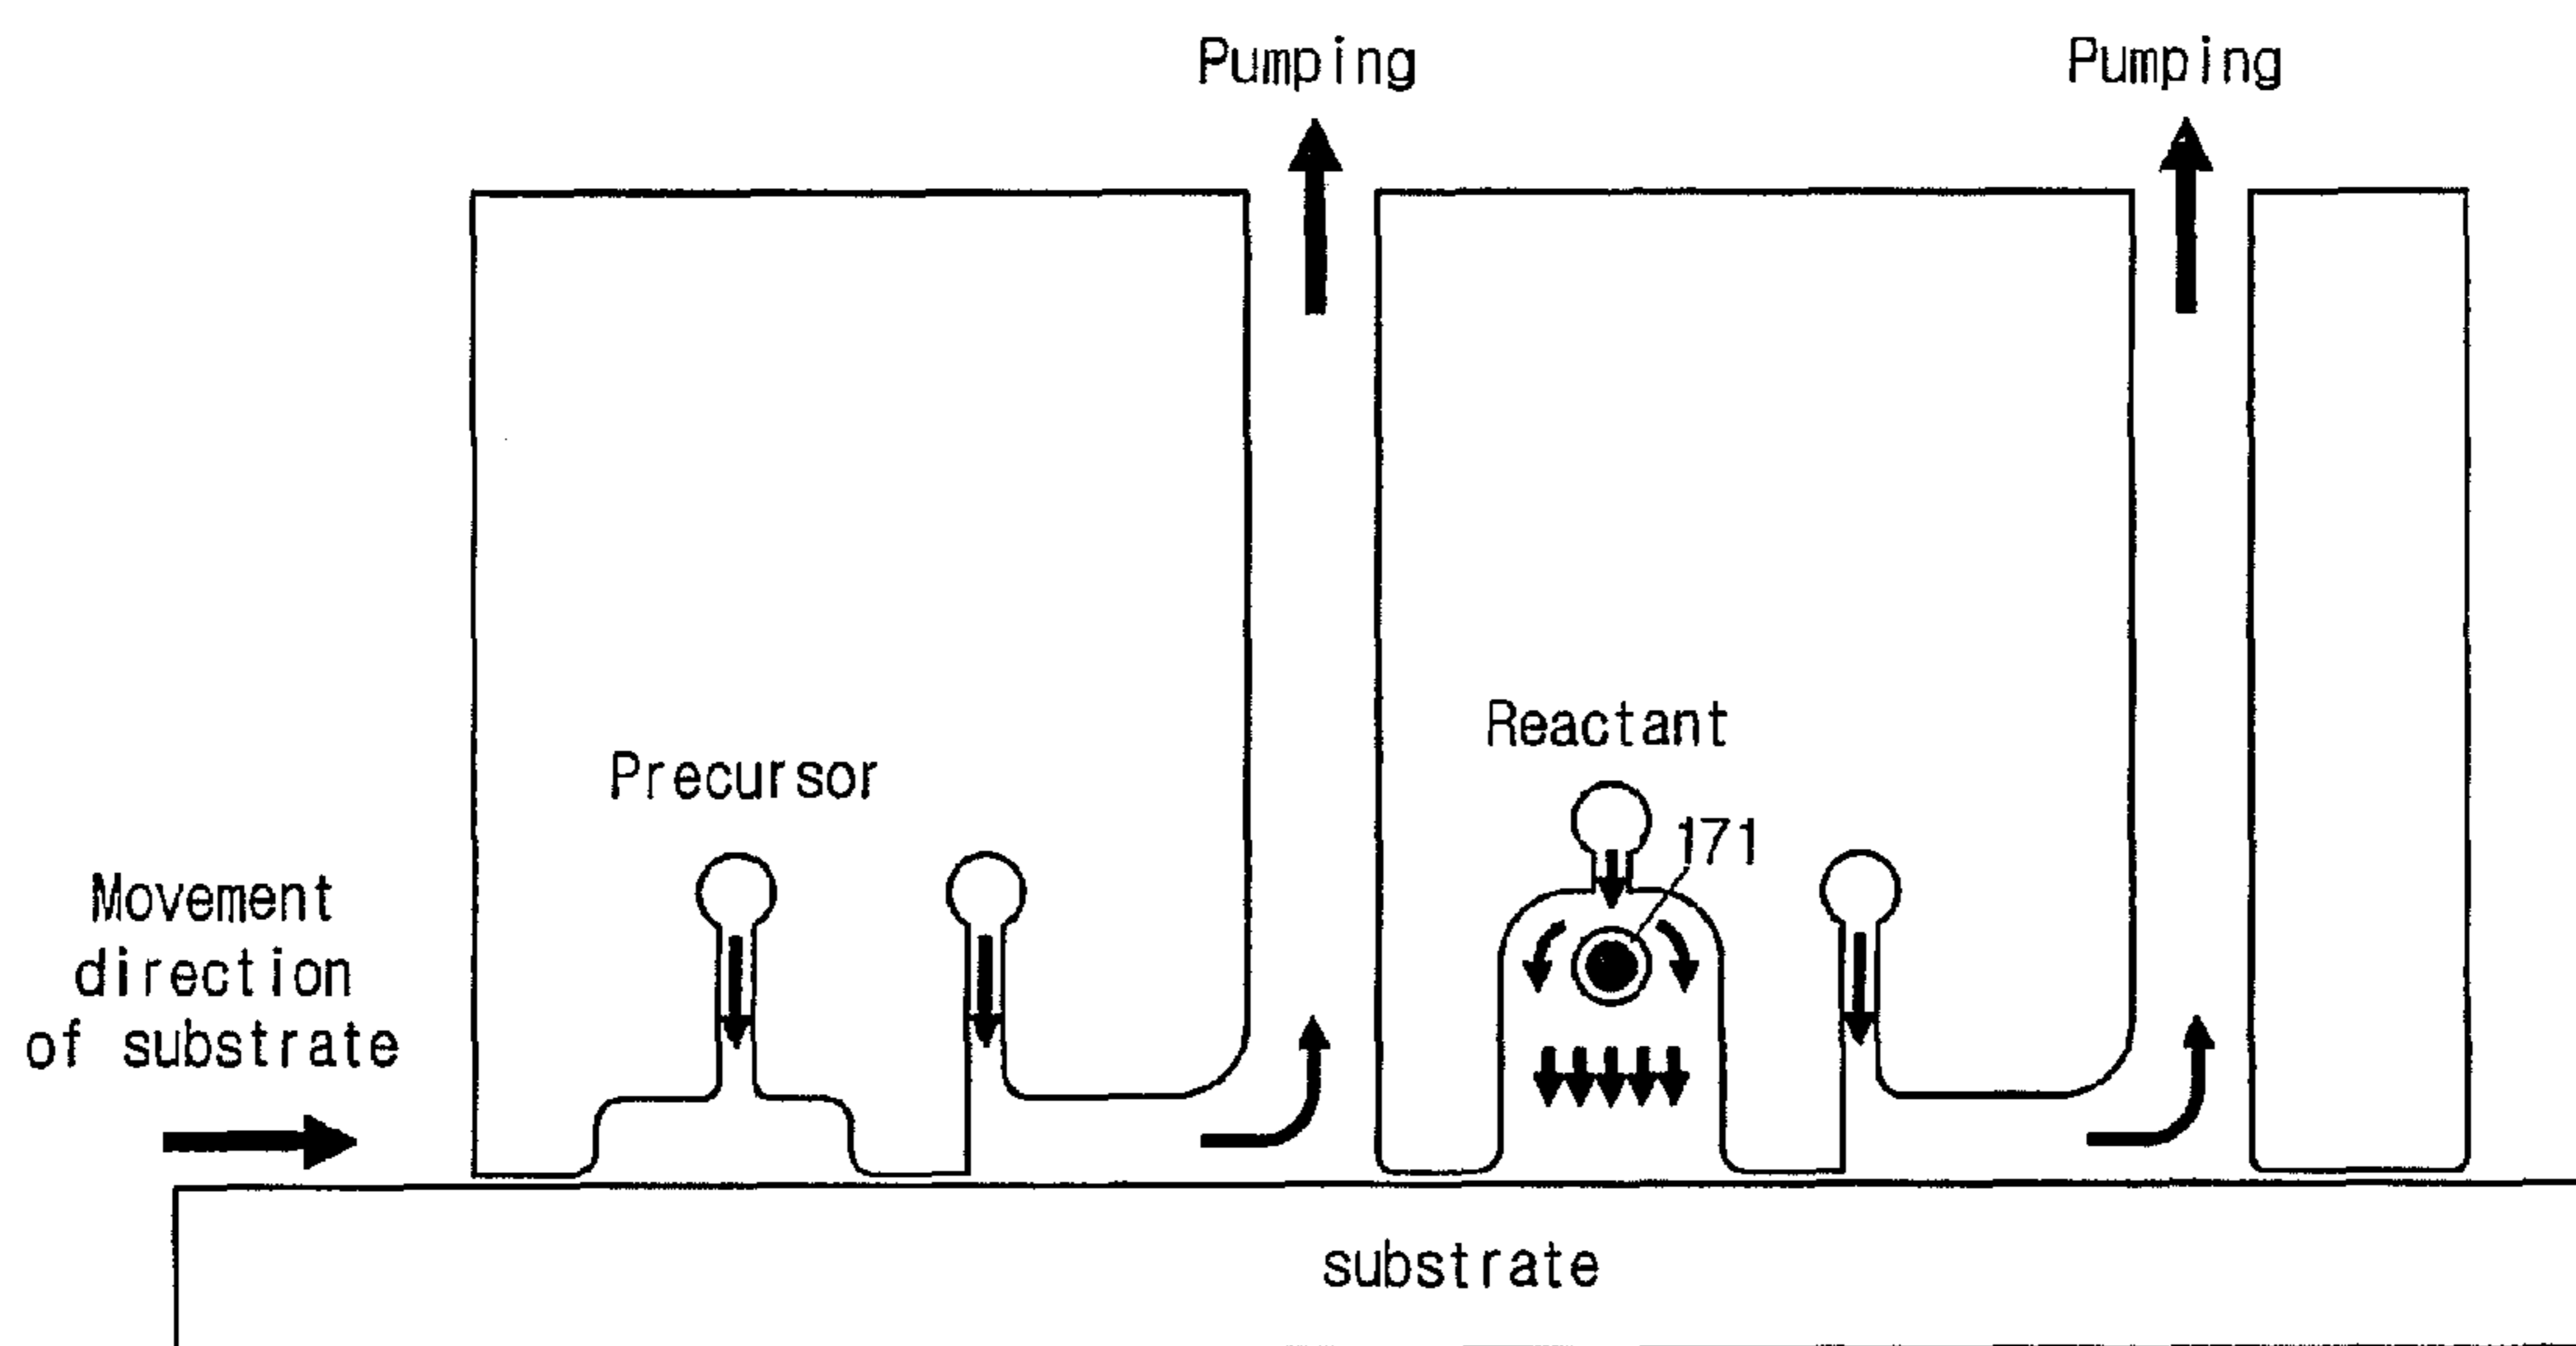 Pumping
Pumping
Reactant
Precursor
171
Movement
direction
of substrate
substrate